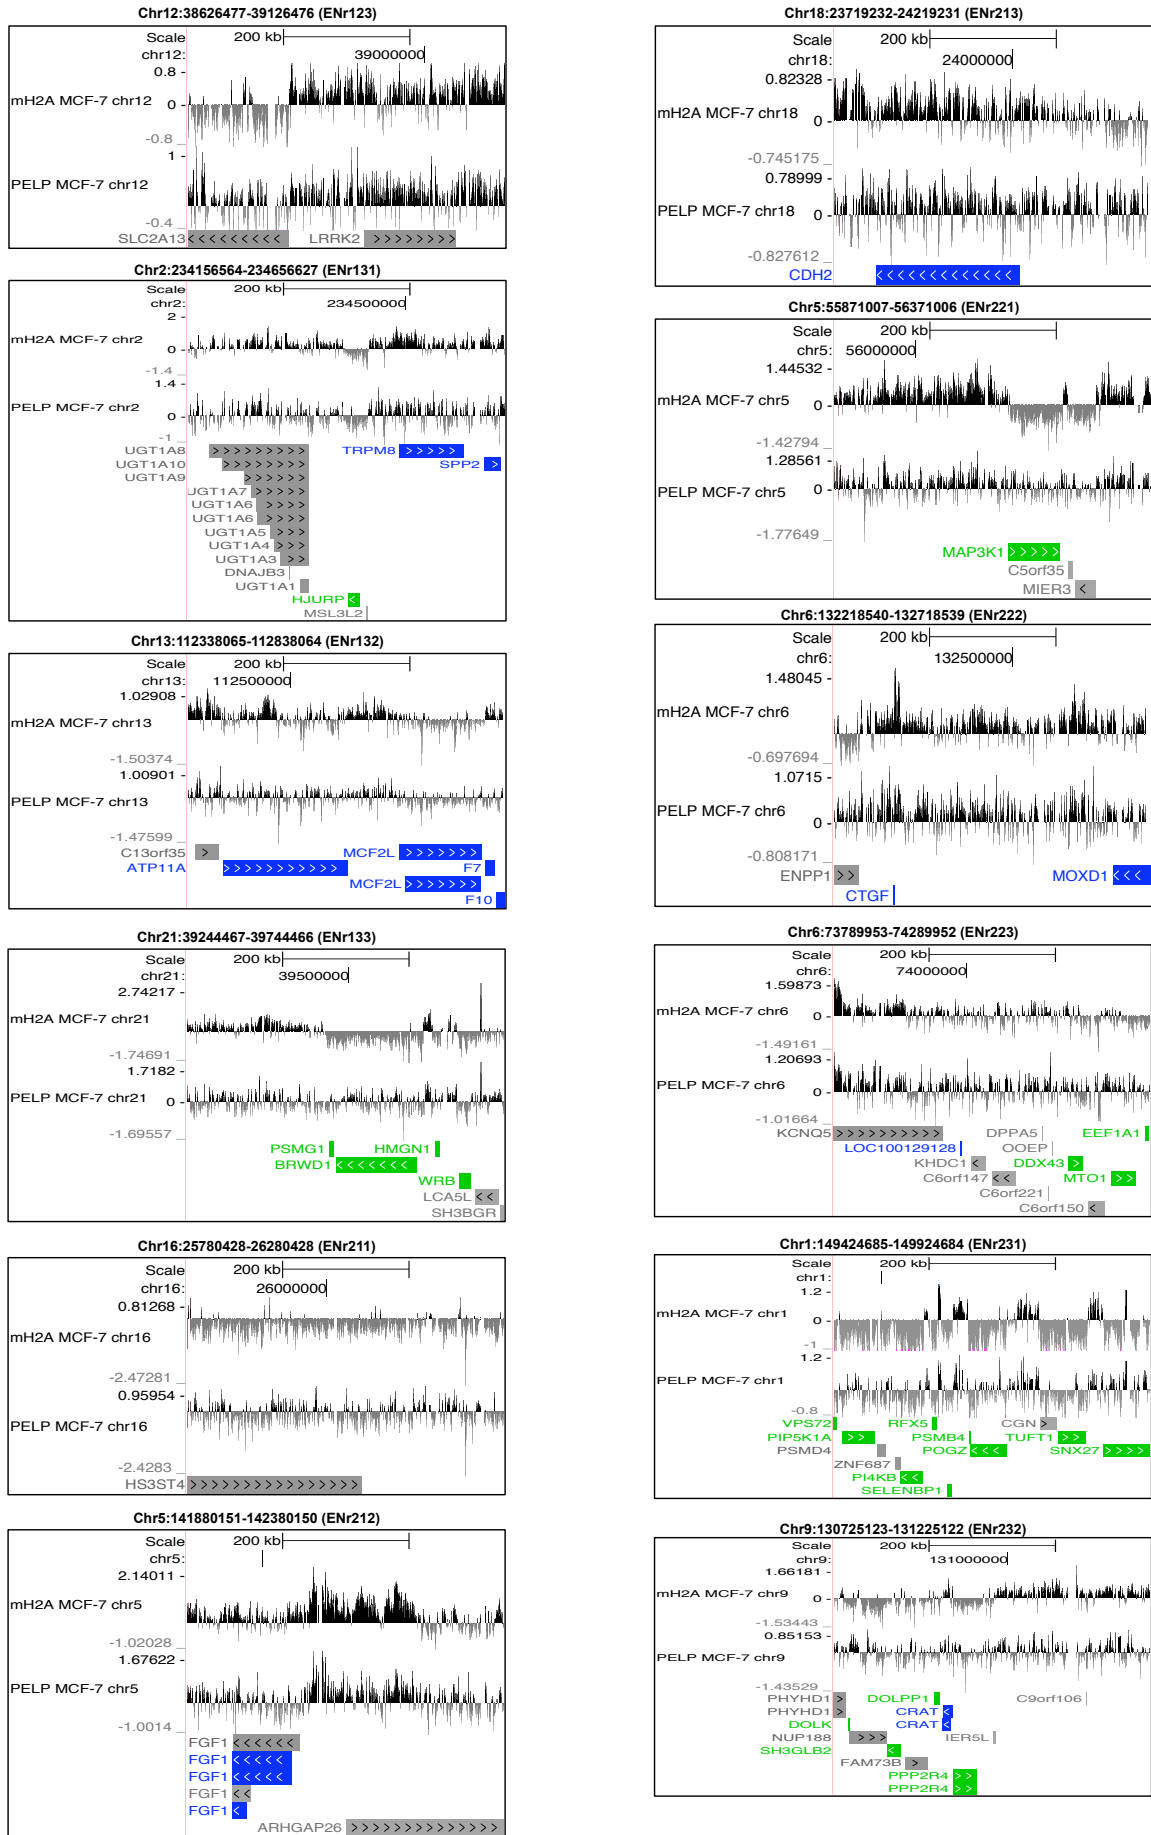 Chr12:38626477-39126476 (ENr123)
Scale 200 kb
chr12: 39000000
0.8 -
mH2A MCF-7 chr12 0 -
-0.8 _
1 -
PELP MCF-7 chr12
-0.4 _
SLC2A13 LRRK2
Chr2:234156564-234656627 (ENr131)
Scale 200 kb
chr2: 234500000
2 -
mH2A MCF-7 chr2 0 -
-1.4 _
1.4 -
PELP MCF-7 chr2 0 -
-1 _
UGT1A8 TRPM8
UGT1A10 SPP2
UGT1A9
UGT1A7
UGT1A6
UGT1A6
UGT1A5
UGT1A4
UGT1A3
DNAJB3
UGT1A1
HJURP
MSL3L2
Chr13:112338065-112838064 (ENr132)
Scale 200 kb
chr13: 112500000
1.02908 -
mH2A MCF-7 chr13
-1.50374 _
1.00901 -
PELP MCF-7 chr13
-1.47599 _
C13orf35 MCF2L
ATP11A F7
MCF2L
F10
Chr21:39244467-39744466 (ENr133)
Scale 200 kb
chr21: 39500000
2.74217 -
mH2A MCF-7 chr21
-1.74691 _
1.7182 -
PELP MCF-7 chr21 0 -
-1.69557 _
PSMG1 HMGN1
BRWD1
WRB
LCA5L
SH3BGR
Chr16:25780428-26280428 (ENr211)
Scale 200 kb
chr16: 26000000
0.81268 -
mH2A MCF-7 chr16
-2.47281 _
0.95954 -
PELP MCF-7 chr16
-2.4283 _
HS3ST4
Chr5:141880151-142380150 (ENr212)
Scale 200 kb
chr5:
2.14011 -
mH2A MCF-7 chr5
-1.02028 _
1.67622 -
PELP MCF-7 chr5
-1.0014 _
FGF1
FGF1
FGF1
FGF1
FGF1
ARHGAP26
Chr18:23719232-24219231 (ENr213)
Scale 200 kb
chr18: 24000000
0.82328 -
mH2A MCF-7 chr18 0 -
-0.745175 _
0.78999 -
PELP MCF-7 chr18 0 -
-0.827612 _
CDH2
Chr5:55871007-56371006 (ENr221)
Scale 200 kb
chr5: 56000000
1.44532 -
mH2A MCF-7 chr5 0 -
-1.42794 _
1.28561 -
PELP MCF-7 chr5 0 -
-1.77649 _
MAP3K1
C5orf35
MIER3
Chr6:132218540-132718539 (ENr222)
Scale 200 kb
chr6: 132500000
1.48045 -
mH2A MCF-7 chr6
-0.697694 _
1.0715 -
PELP MCF-7 chr6 0 -
-0.808171 _
ENPP1 MOXD1
CTGF
Chr6:73789953-74289952 (ENr223)
Scale 200 kb
chr6: 74000000
1.59873 -
mH2A MCF-7 chr6 0 -
-1.49161 _
1.20693 -
PELP MCF-7 chr6 0 -
-1.01664 _
KCNQ5 DPPA5 EEF1A1
LOC100129128 OOEP
KHDC1 DDX43
C6orf147 MTO1
C6orf221
C6orf150
Chr1:149424685-149924684 (ENr231)
Scale 200 kb
chr1:
1.2 -
mH2A MCF-7 chr1 0 -
-1 _
1.2 -
PELP MCF-7 chr1
-0.8 _
VPS72 RFX5 CGN
PIP5K1A PSMB4 TUFT1
PSMD4 POGZ SNX27
ZNF687
PI4KB
SELENBP1
Chr9:130725123-131225122 (ENr232)
Scale 200 kb
chr9: 131000000
1.66181 -
mH2A MCF-7 chr9 0 -
-1.53443 _
0.85153 -
PELP MCF-7 chr9
-1.43529 _
PHYHD1 DOLPP1 C9orf106
PHYHD1 CRAT
DOLK CRAT
NUP188 IER5L
SH3GLB2
FAM73B
PPP2R4
PPP2R4